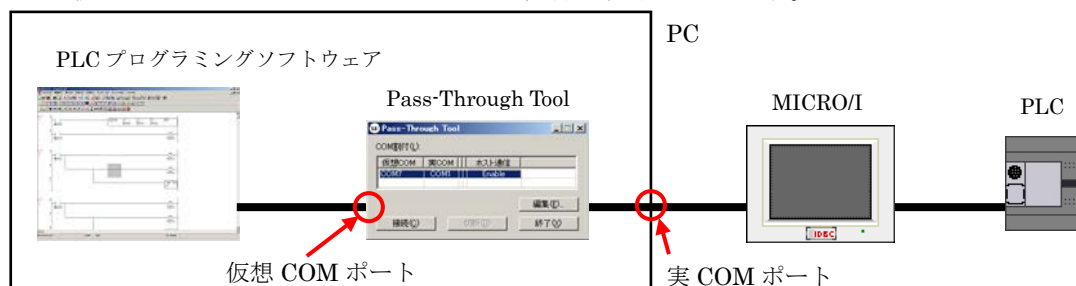 PC
PLC プログラミングソフトウェア
Pass-Through Tool
MICRO/I
PLC
Pass-Through Tool
COM割付(L):
仮想COM 実COM ホスト通信
COM7 COM1 Enable
編集(E)...
接続(C)
終了(X)
IDEC
仮想 COM ポート
実 COM ポート